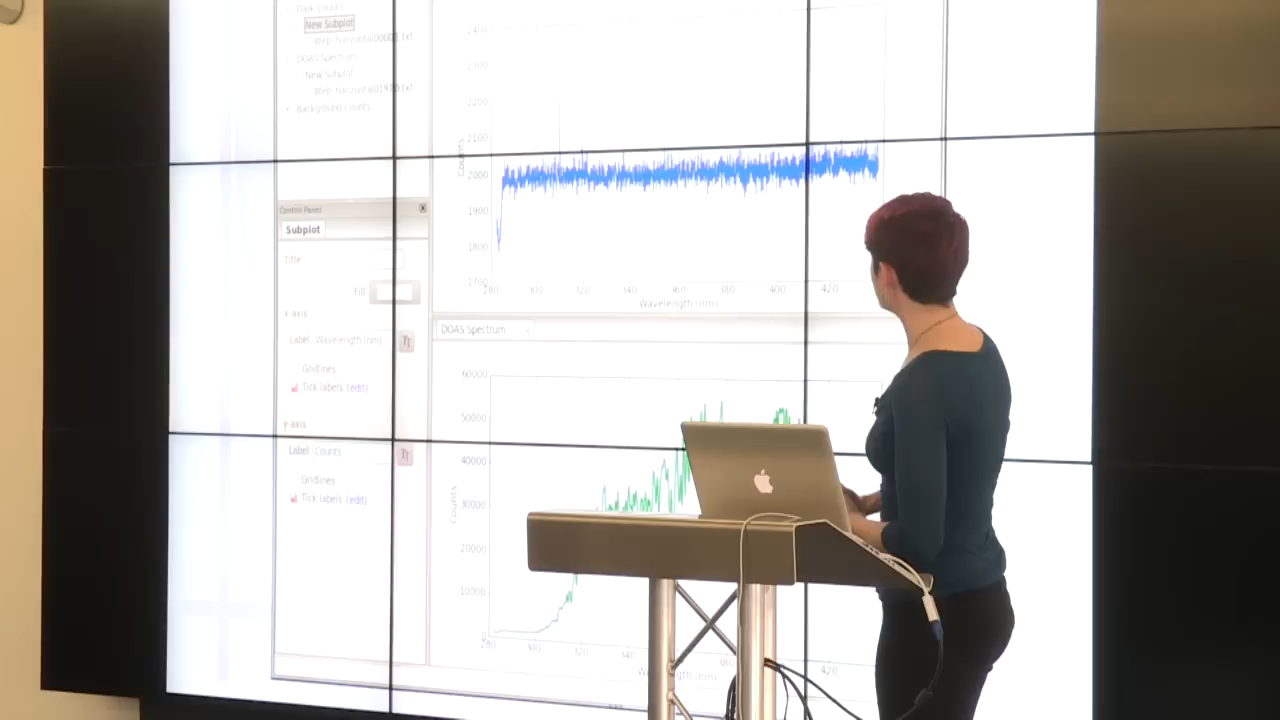 Dark Counts
New Subplot
DOAS Spectrum
New Subplot
Background Counts
Control Panel
Subplot
Title
Fill
x-axis
Label Wavelength (nm)
Tt
Gridlines
Tick labels (edit)
y-axis
Label Counts
Tt
Gridlines
Tick labels (edit)
2400
2300
2200
2100
2000
1900
1800
1700
Counts
280 300 320 340 360 380 400 420
Wavelength (nm)
DOAS Spectrum
60000
50000
40000
30000
20000
10000
0
Counts
280 300 320 340 380 420